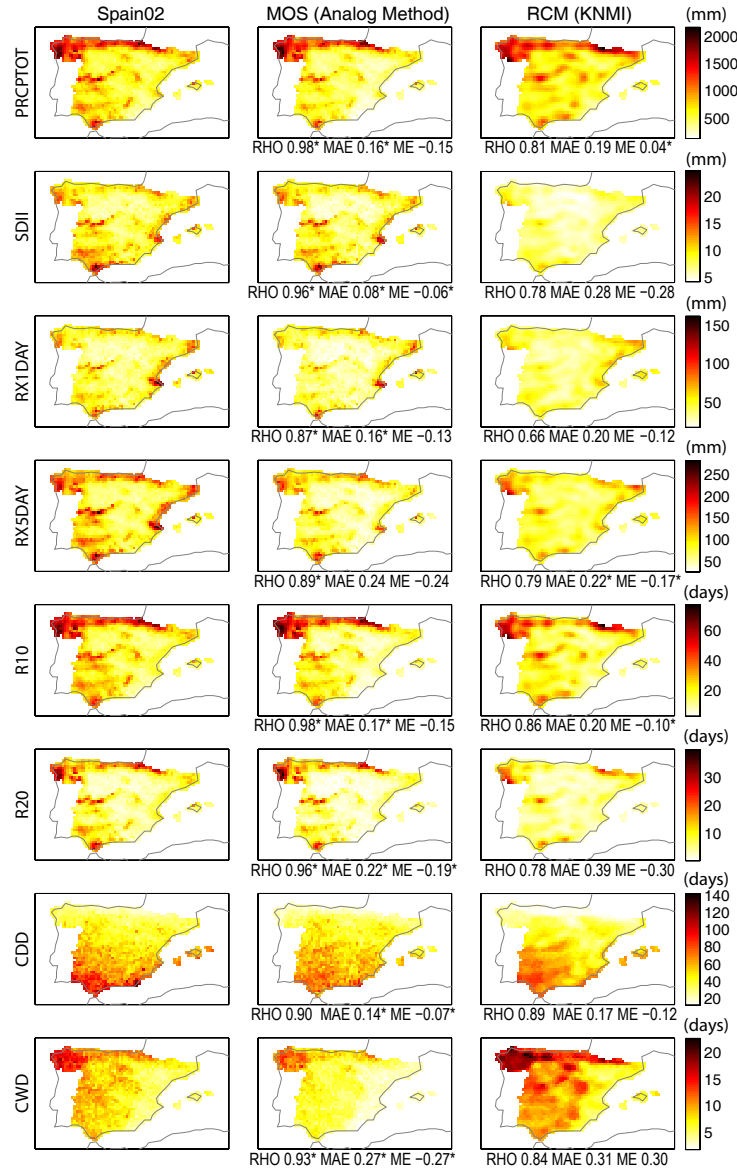 Spain02 MOS (Analog Method) RCM (KNMI)
(mm)
PRCPTOT
2000
1500
1000
500
RHO 0.98* MAE 0.16* ME −0.15 RHO 0.81 MAE 0.19 ME 0.04*
(mm)
SDII
20
15
10
5
RHO 0.96* MAE 0.08* ME −0.06* RHO 0.78 MAE 0.28 ME −0.28
(mm)
RX1DAY
150
100
50
RHO 0.87* MAE 0.16* ME −0.13 RHO 0.66 MAE 0.20 ME −0.12
(mm)
RX5DAY
250
200
150
100
50
RHO 0.89* MAE 0.24 ME −0.24 RHO 0.79 MAE 0.22* ME −0.17*
(days)
R10
60
40
20
RHO 0.98* MAE 0.17* ME −0.15 RHO 0.86 MAE 0.20 ME −0.10*
(days)
R20
30
20
10
RHO 0.96* MAE 0.22* ME −0.19* RHO 0.78 MAE 0.39 ME −0.30
(days)
CDD
140
120
100
80
60
40
20
RHO 0.90 MAE 0.14* ME −0.07* RHO 0.89 MAE 0.17 ME −0.12
(days)
CWD
20
15
10
5
RHO 0.93* MAE 0.27* ME −0.27* RHO 0.84 MAE 0.31 ME 0.30